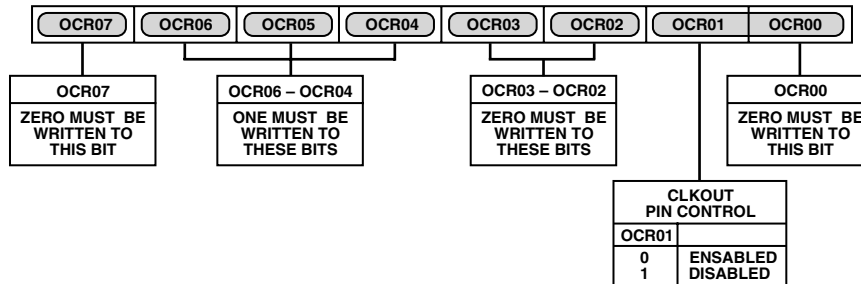 OCR07 OCR06 OCR05 OCR04 OCR03 OCR02 OCR01 OCR00
OCR07
ZERO MUST BE
WRITTEN TO
THIS BIT
OCR06 – OCR04
ONE MUST BE
WRITTEN TO
THESE BITS
OCR03 – OCR02
ZERO MUST BE
WRITTEN TO
THESE BITS
OCR00
ZERO MUST BE
WRITTEN TO
THIS BIT
CLKOUT
PIN CONTROL
OCR01
0 ENSABLED
1 DISABLED